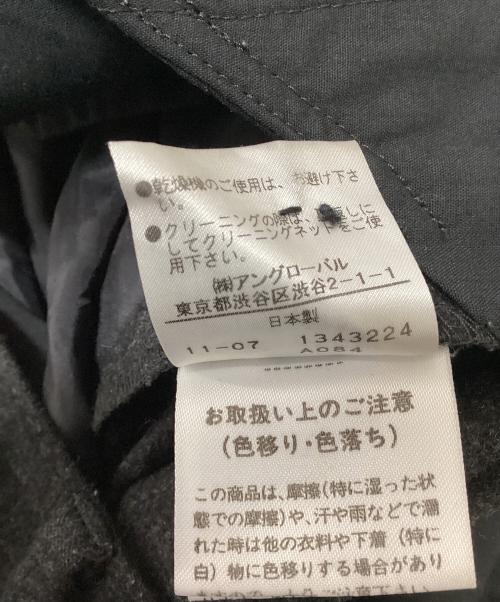 ●乾燥機のご使用は、お避け下さ
い。
●クリーニングの際は、裏返しに
してクリーニングネットをご使
用下さい。
(株)アングローバル
東京都渋谷区渋谷2-1-1
日本製
11-07 1343224
A084
お取扱い上のご注意
(色移り・色落ち)
この商品は、摩擦(特に湿った状
態での摩擦)や、汗や雨などで濡
れた時は他の衣料や下着(特に
白)物に色移りする場合があり